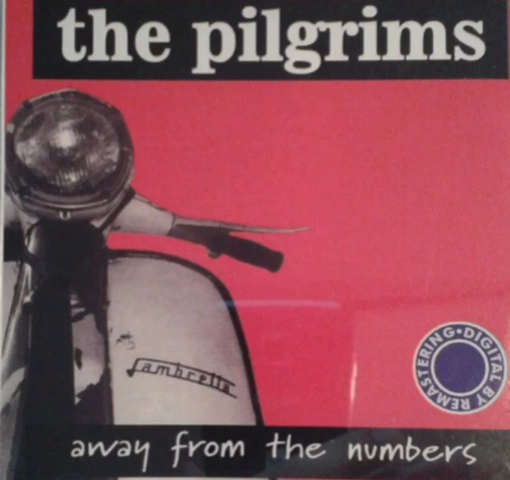 the pilgrims
Lambretta
REMASTERING • DIGITAL BY
away from the numbers